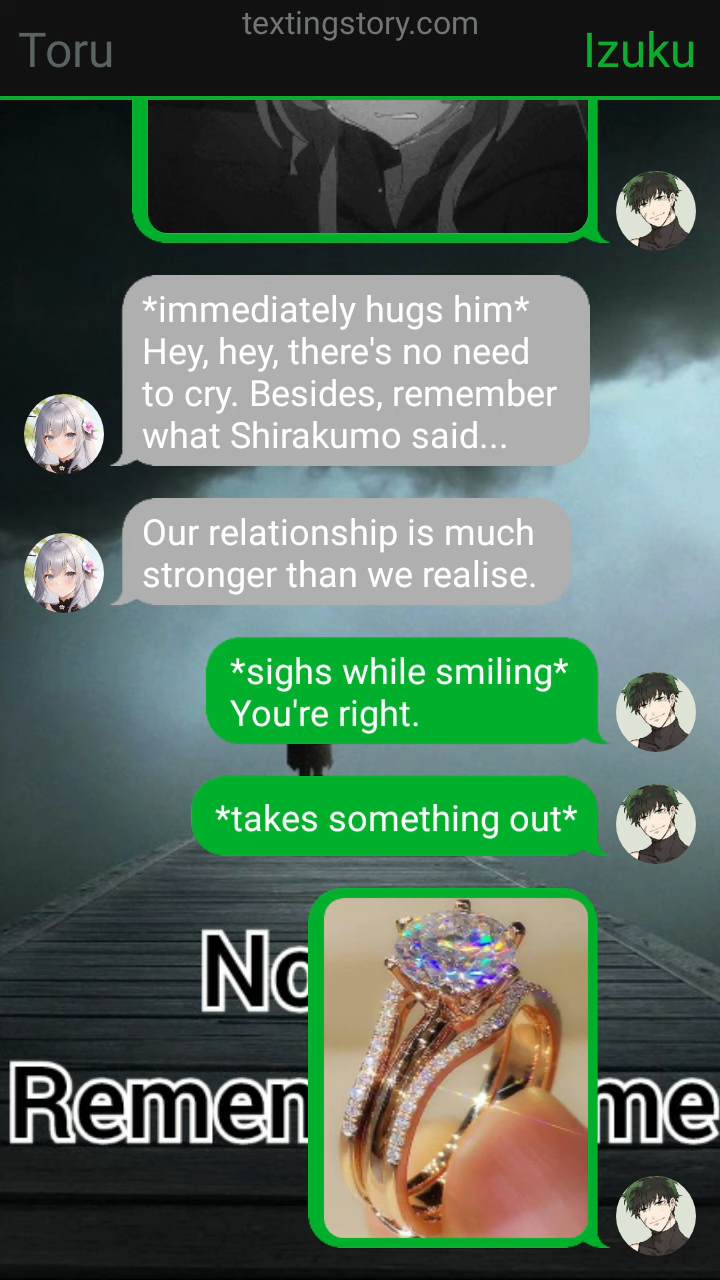 textingstory.com
Toru
Izuku
*immediately hugs him*
Hey, hey, there's no need
to cry. Besides, remember
what Shirakumo said...
Our relationship is much
stronger than we realise.
*sighs while smiling*
You're right.
*takes something out*